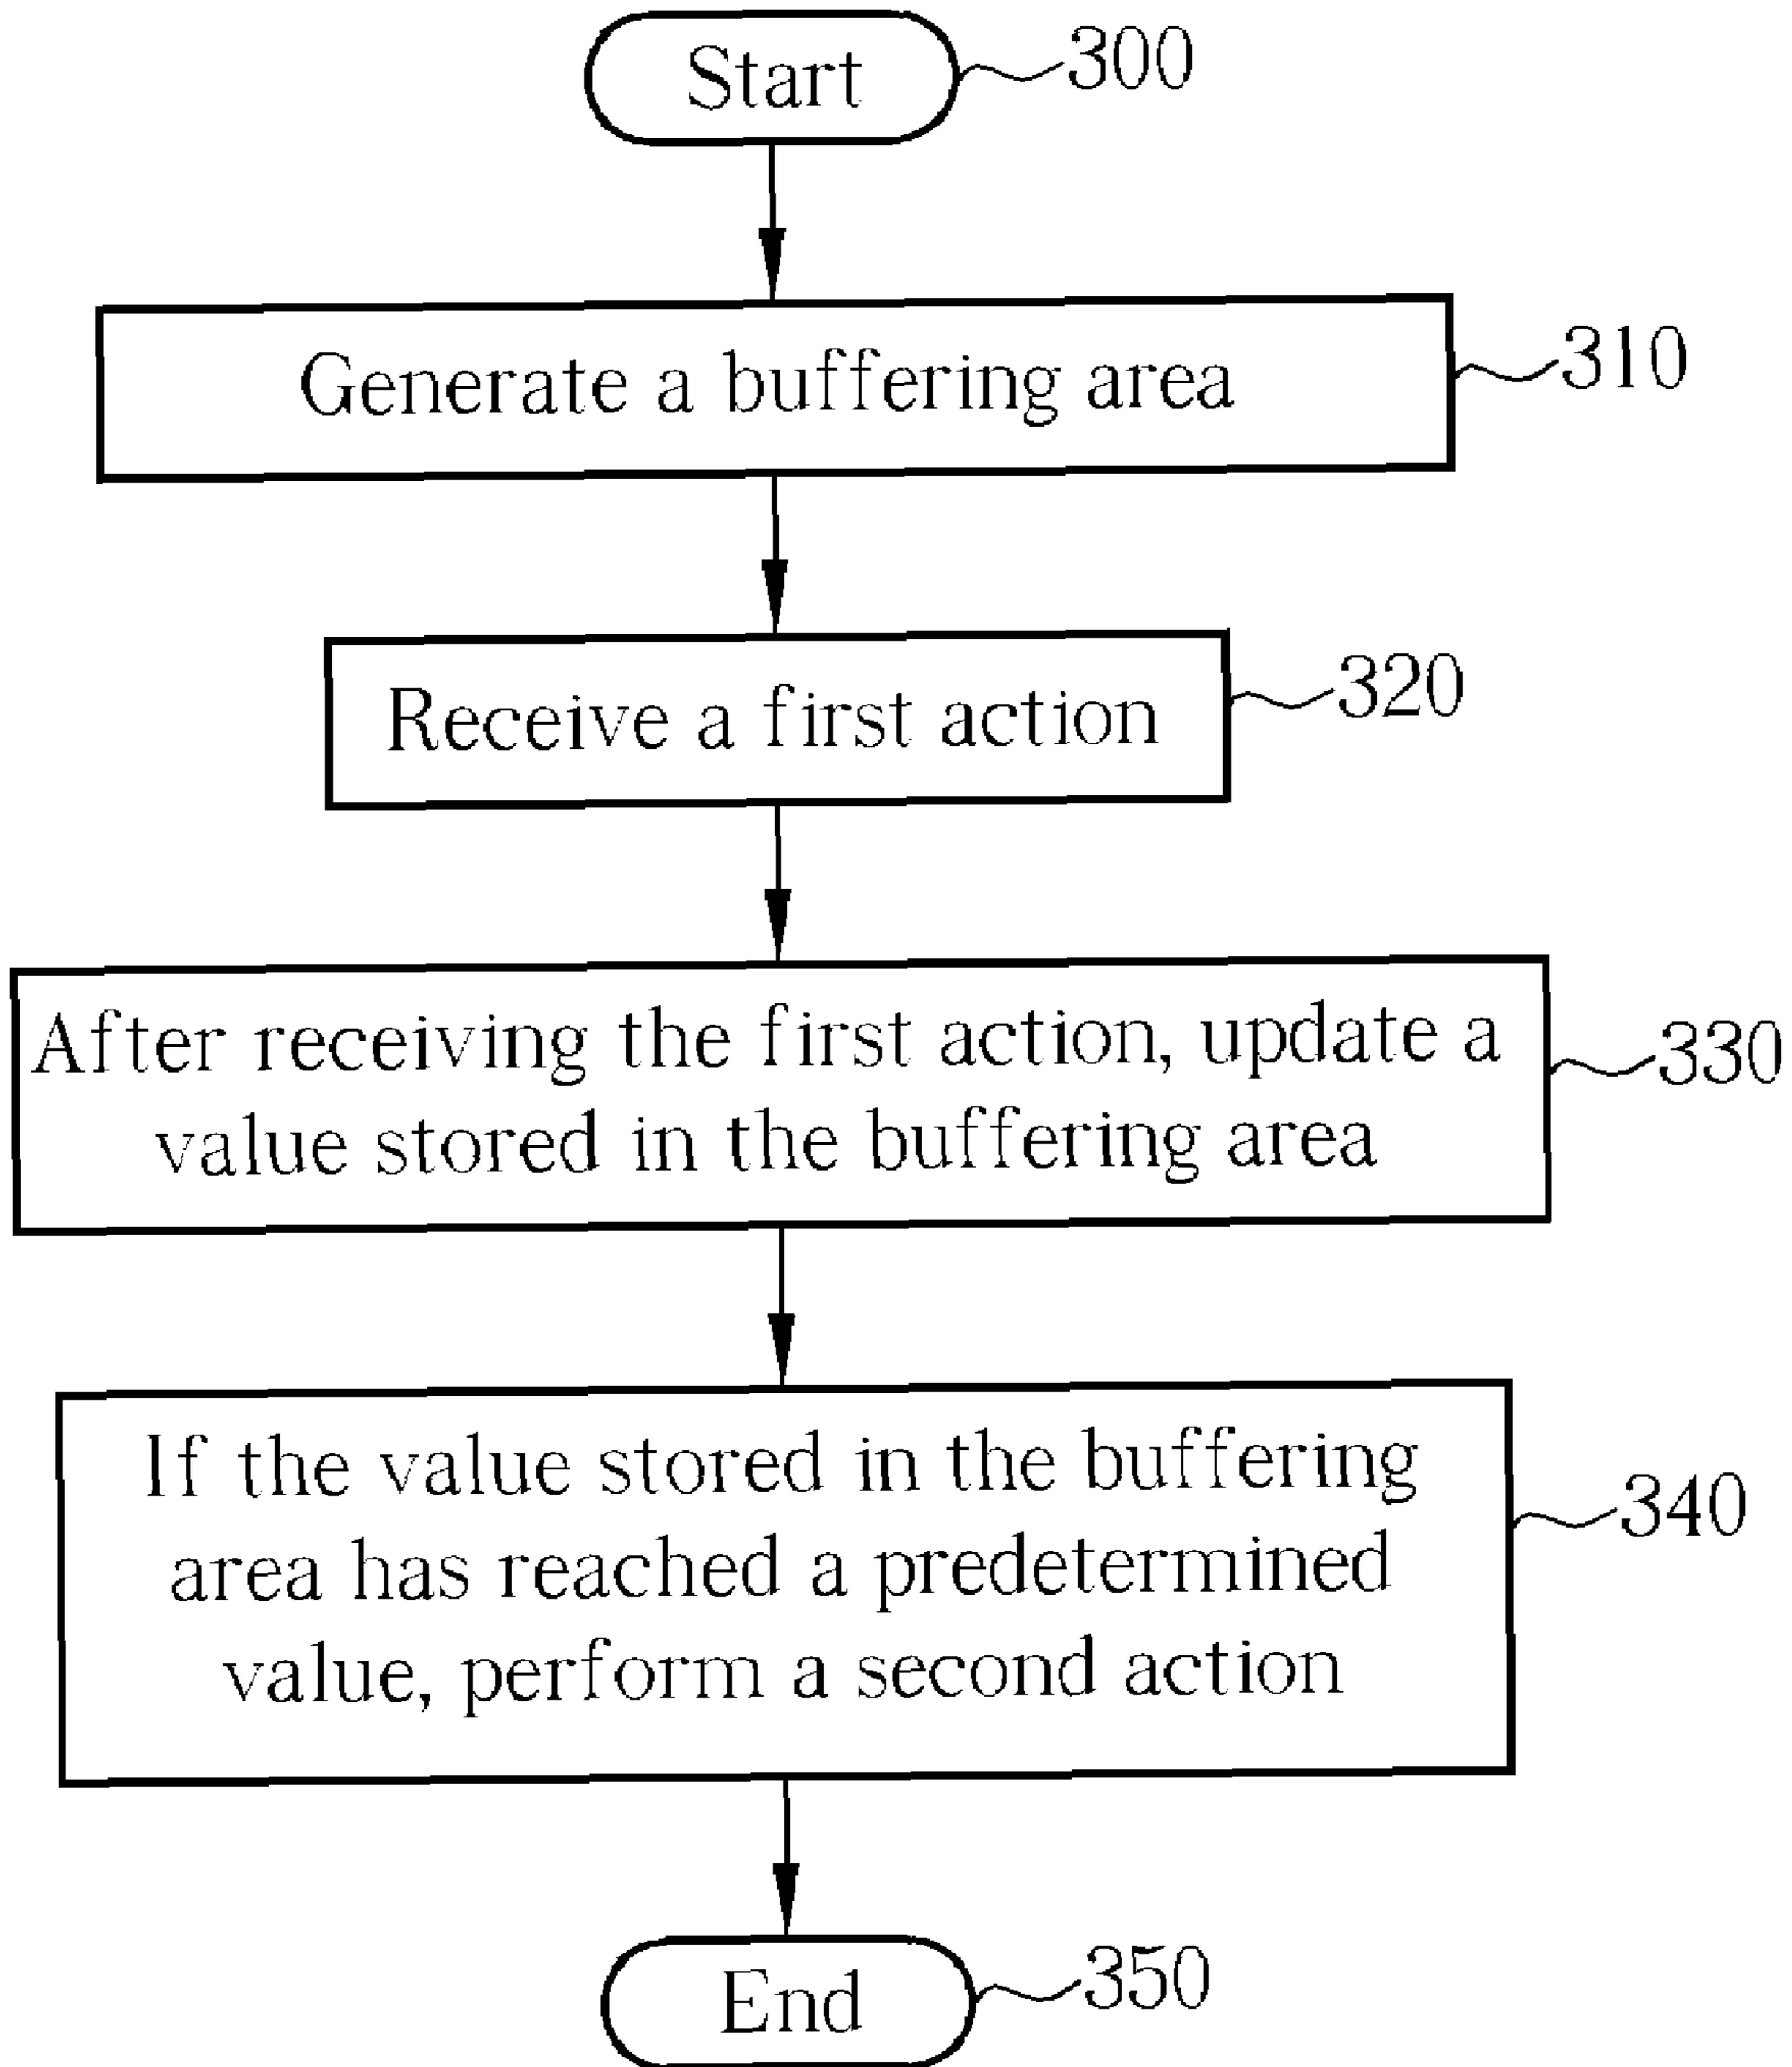 Start
300
Generate a buffering area
310
Receive a first action
320
After receiving the first action, update a
value stored in the buffering area
330
If the value stored in the buffering
area has reached a predetermined
value, perform a second action
340
End
350